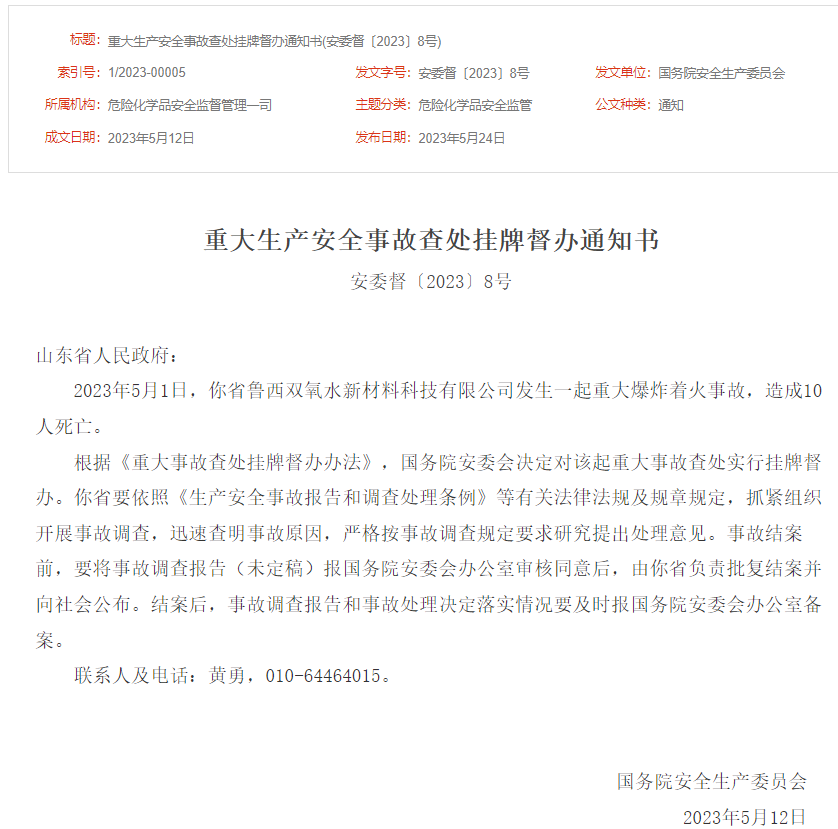 标题：重大生产安全事故查处挂牌督办通知书(安委督〔2023〕8号)
索引号：1/2023-00005 发文字号：安委督〔2023〕8号 发文单位：国务院安全生产委员会
所属机构：危险化学品安全监督管理一司 主题分类：危险化学品安全监管 公文种类：通知
成文日期：2023年5月12日 发布日期：2023年5月24日
重大生产安全事故查处挂牌督办通知书
安委督〔2023〕8号
山东省人民政府：
2023年5月1日，你省鲁西双氧水新材料科技有限公司发生一起重大爆炸着火事故，造成10
人死亡。
根据《重大事故查处挂牌督办办法》，国务院安委会决定对该起重大事故查处实行挂牌督
办。你省要依照《生产安全事故报告和调查处理条例》等有关法律法规及规章规定，抓紧组织
开展事故调查，迅速查明事故原因，严格按事故调查规定要求研究提出处理意见。事故结案
前，要将事故调查报告（未定稿）报国务院安委会办公室审核同意后，由你省负责批复结案并
向社会公布。结案后，事故调查报告和事故处理决定落实情况要及时报国务院安委会办公室备
案。
联系人及电话：黄勇，010-64464015。
国务院安全生产委员会
2023年5月12日